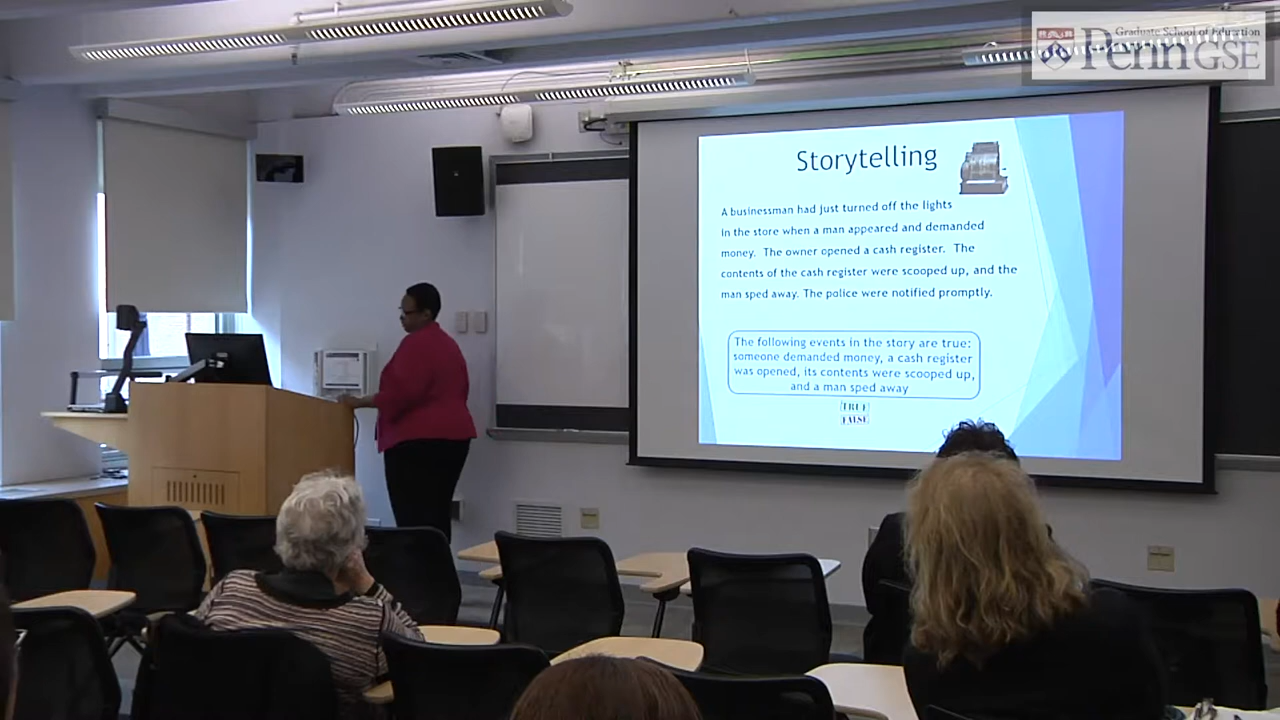 Graduate School of Education
PennGSE
Storytelling
A businessman had just turned off the lights
in the store when a man appeared and demanded
money. The owner opened a cash register. The
contents of the cash register were scooped up, and the
man sped away. The police were notified promptly.
The following events in the story are true:
someone demanded money, a cash register
was opened, its contents were scooped up,
and a man sped away
TRUE
FALSE